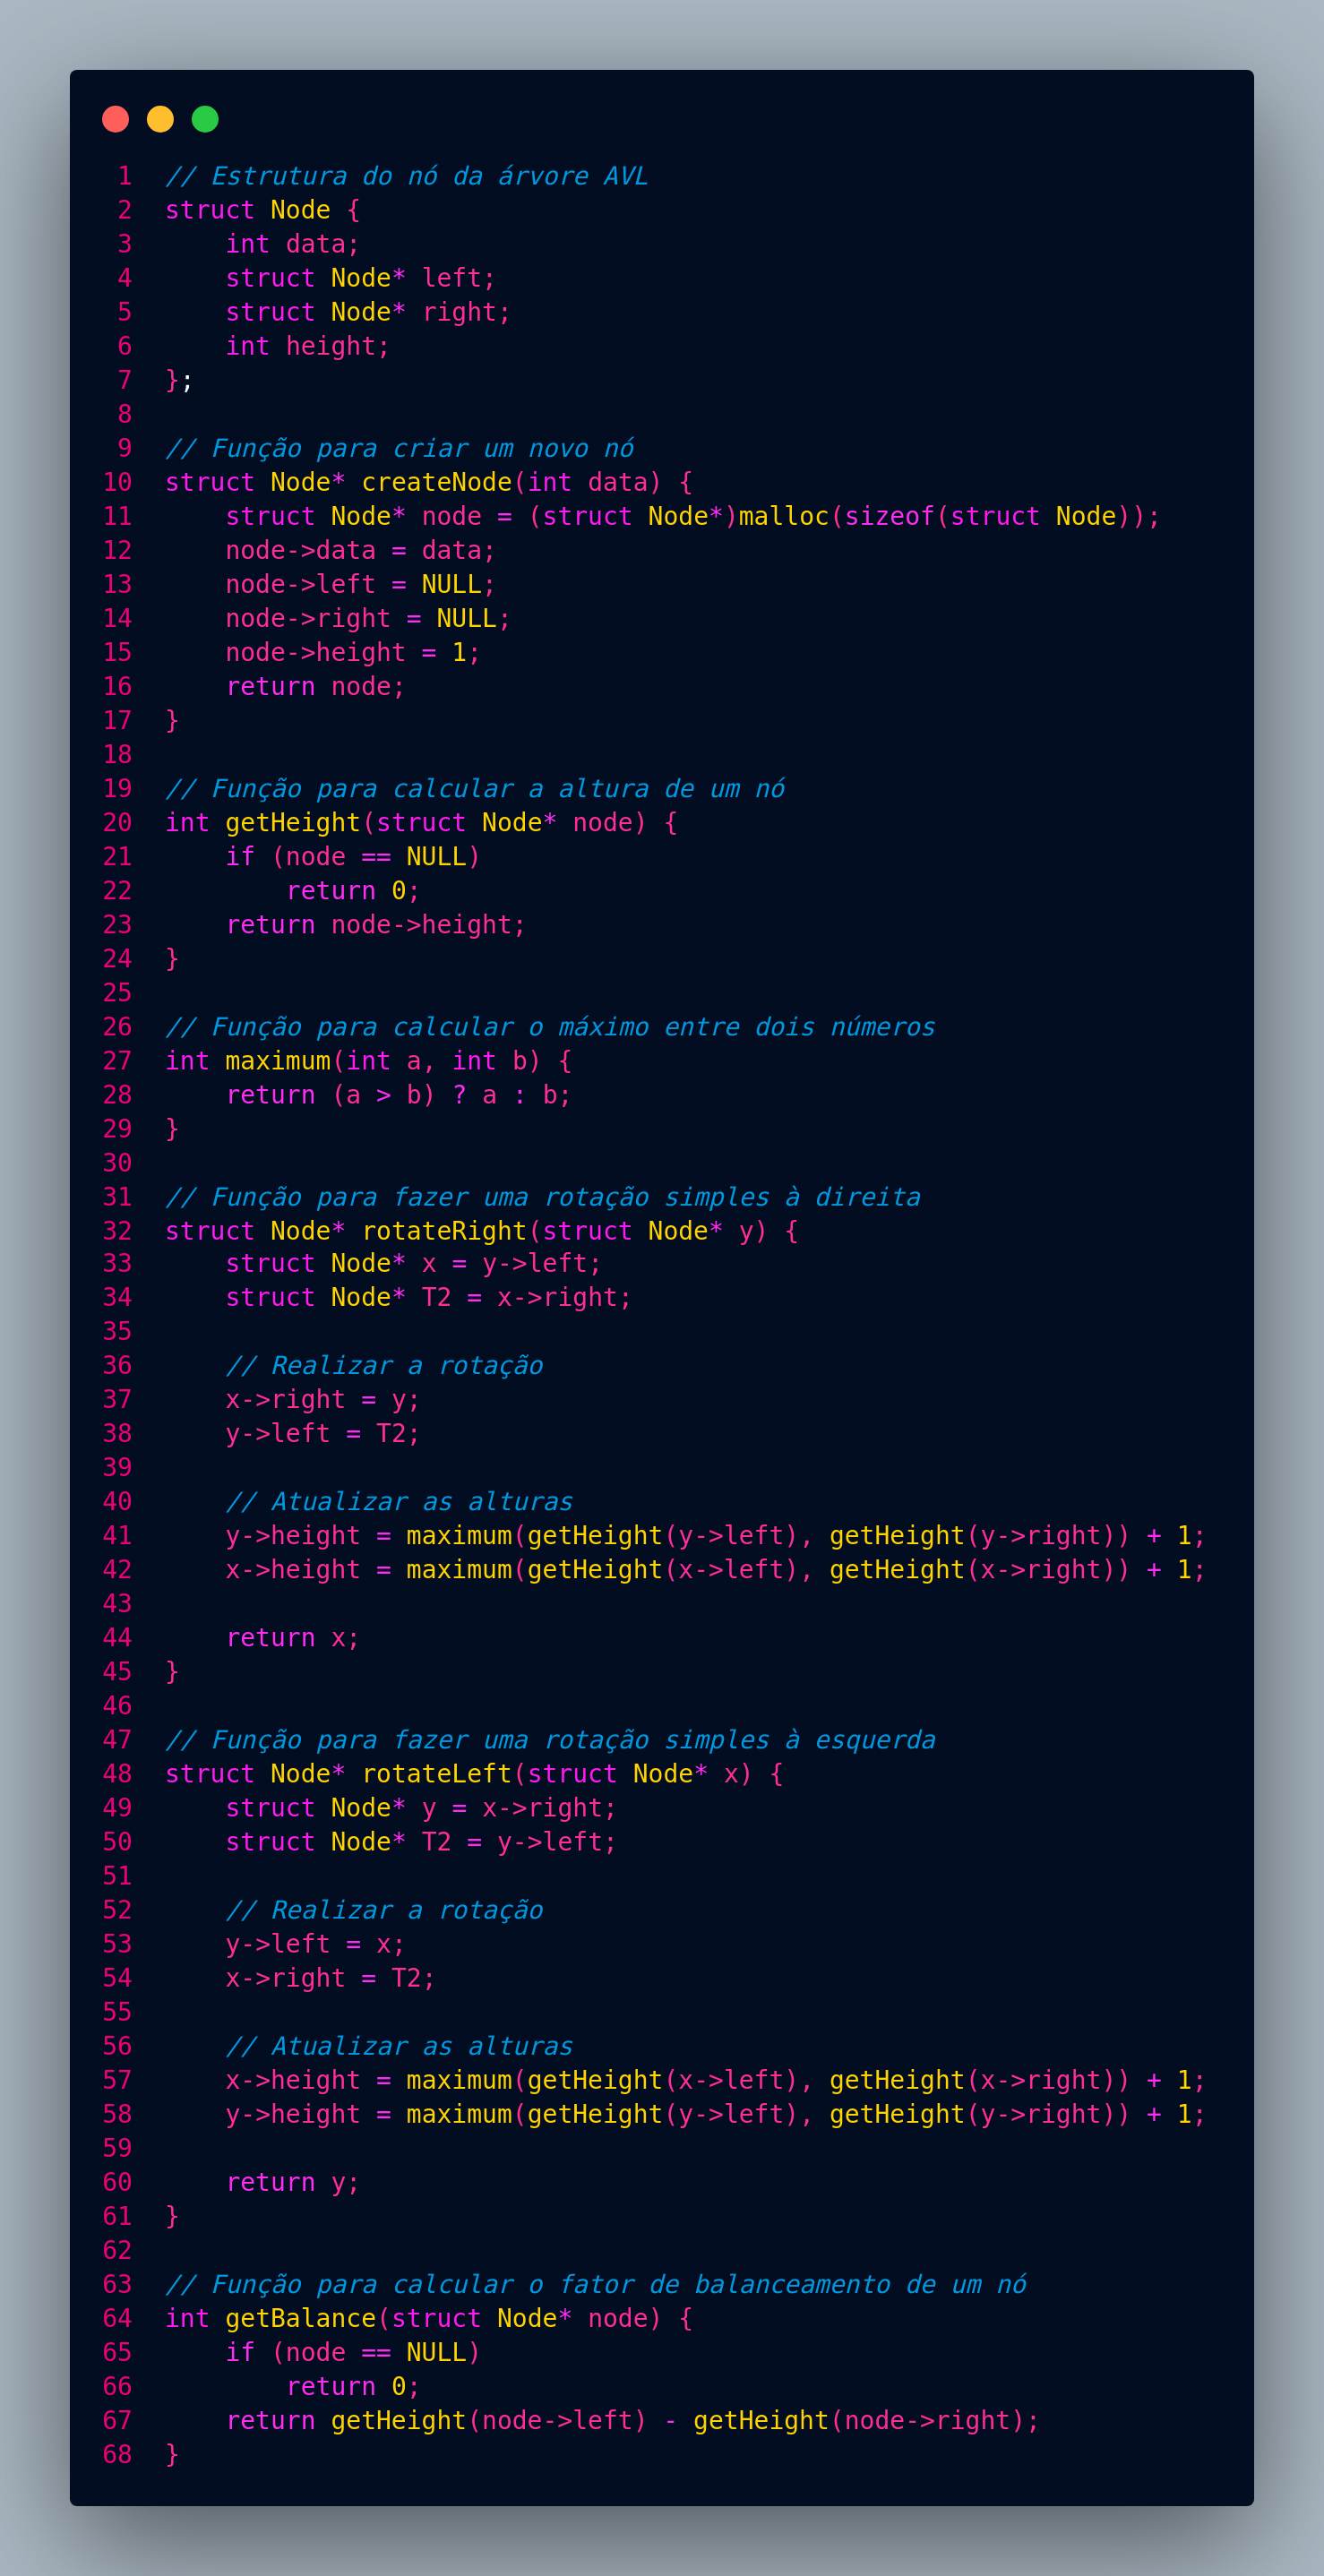 1 // Estrutura do nó da árvore AVL
2 struct Node {
3     int data;
4     struct Node* left;
5     struct Node* right;
6     int height;
7 };
8
9 // Função para criar um novo nó
10 struct Node* createNode(int data) {
11     struct Node* node = (struct Node*)malloc(sizeof(struct Node));
12     node->data = data;
13     node->left = NULL;
14     node->right = NULL;
15     node->height = 1;
16     return node;
17 }
18
19 // Função para calcular a altura de um nó
20 int getHeight(struct Node* node) {
21     if (node == NULL)
22         return 0;
23     return node->height;
24 }
25
26 // Função para calcular o máximo entre dois números
27 int maximum(int a, int b) {
28     return (a > b) ? a : b;
29 }
30
31 // Função para fazer uma rotação simples à direita
32 struct Node* rotateRight(struct Node* y) {
33     struct Node* x = y->left;
34     struct Node* T2 = x->right;
35
36     // Realizar a rotação
37     x->right = y;
38     y->left = T2;
39
40     // Atualizar as alturas
41     y->height = maximum(getHeight(y->left), getHeight(y->right)) + 1;
42     x->height = maximum(getHeight(x->left), getHeight(x->right)) + 1;
43
44     return x;
45 }
46
47 // Função para fazer uma rotação simples à esquerda
48 struct Node* rotateLeft(struct Node* x) {
49     struct Node* y = x->right;
50     struct Node* T2 = y->left;
51
52     // Realizar a rotação
53     y->left = x;
54     x->right = T2;
55
56     // Atualizar as alturas
57     x->height = maximum(getHeight(x->left), getHeight(x->right)) + 1;
58     y->height = maximum(getHeight(y->left), getHeight(y->right)) + 1;
59
60     return y;
61 }
62
63 // Função para calcular o fator de balanceamento de um nó
64 int getBalance(struct Node* node) {
65     if (node == NULL)
66         return 0;
67     return getHeight(node->left) - getHeight(node->right);
68 }